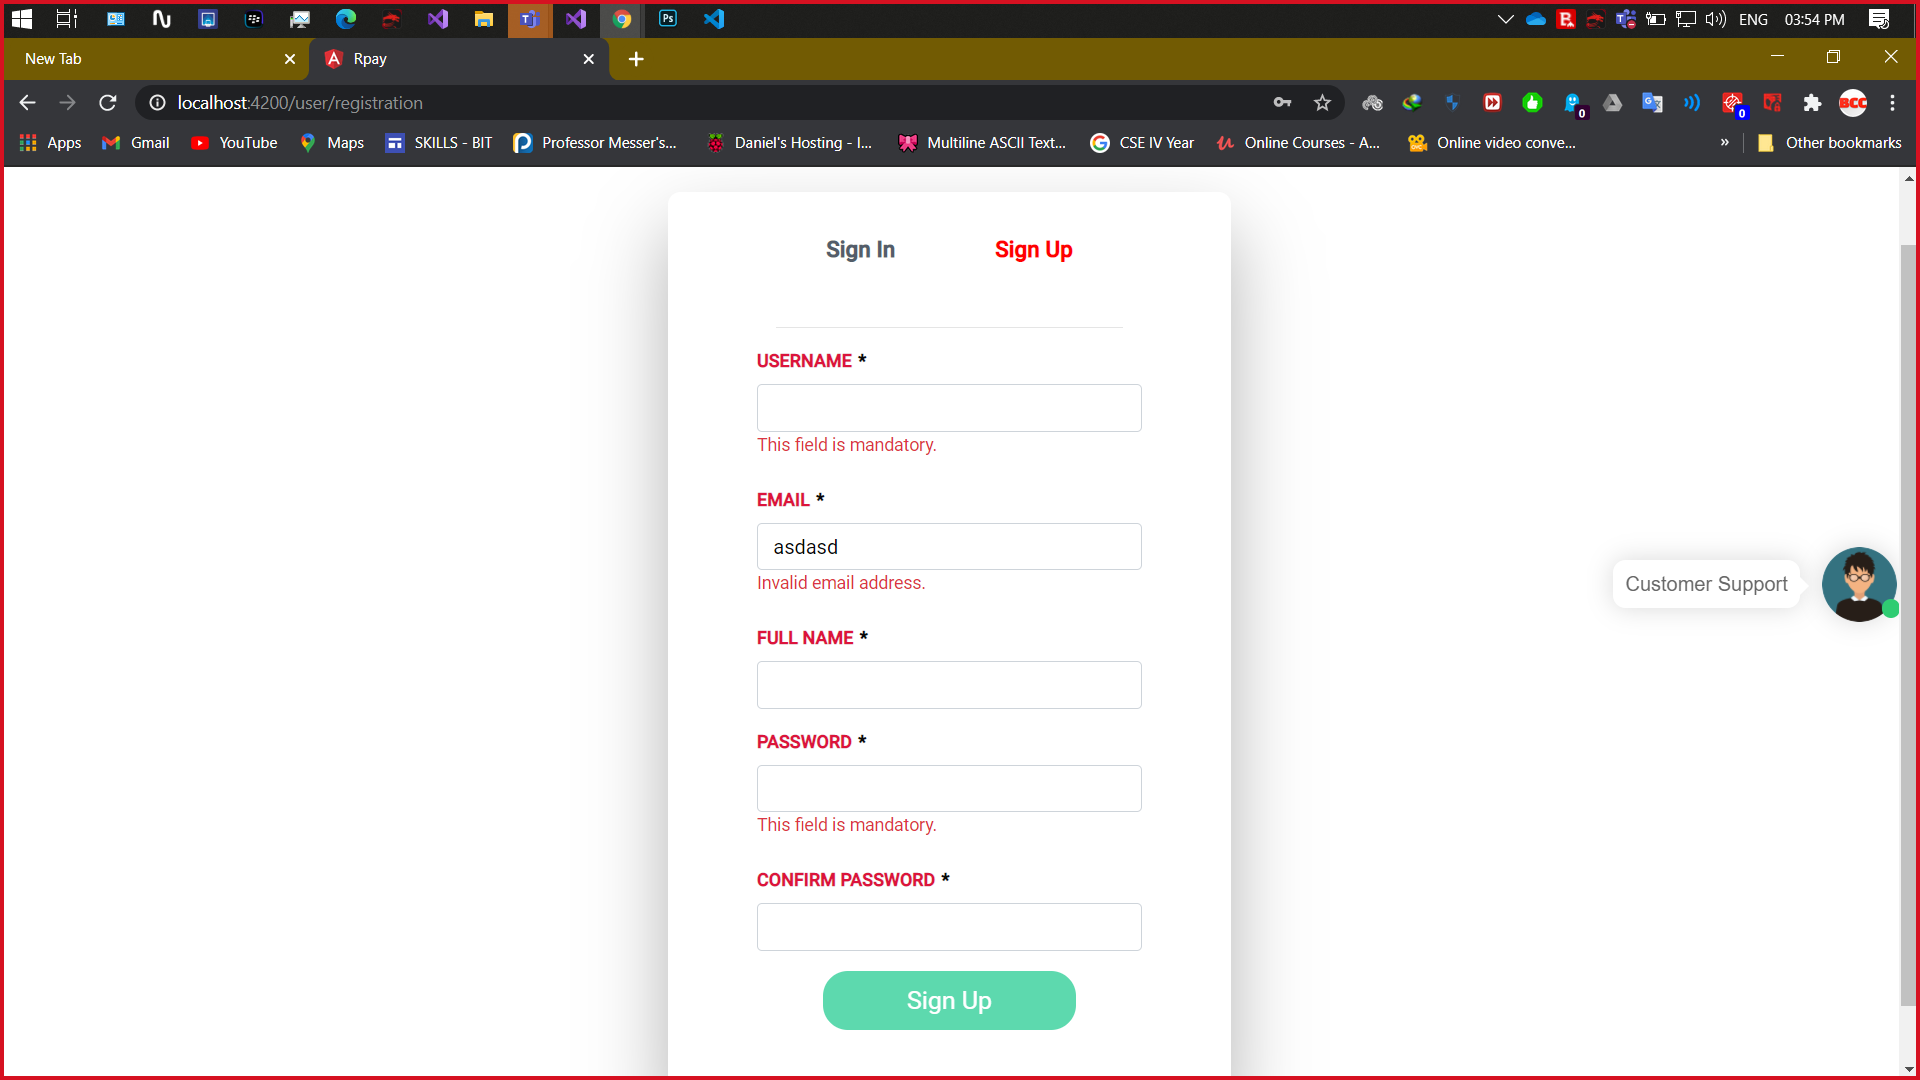 ENG 03:54 PM
New Tab
Rpay
localhost:4200/user/registration
0
0
BCC
Apps
Gmail
YouTube
Maps
SKILLS - BIT
Professor Messer's...
Daniel's Hosting - I...
Multiline ASCII Text...
CSE IV Year
Online Courses - A...
Online video conve...
»
Other bookmarks
Sign In
Sign Up
USERNAME *
This field is mandatory.
EMAIL *
asdasd
Invalid email address.
FULL NAME *
PASSWORD *
This field is mandatory.
CONFIRM PASSWORD *
Sign Up
Customer Support